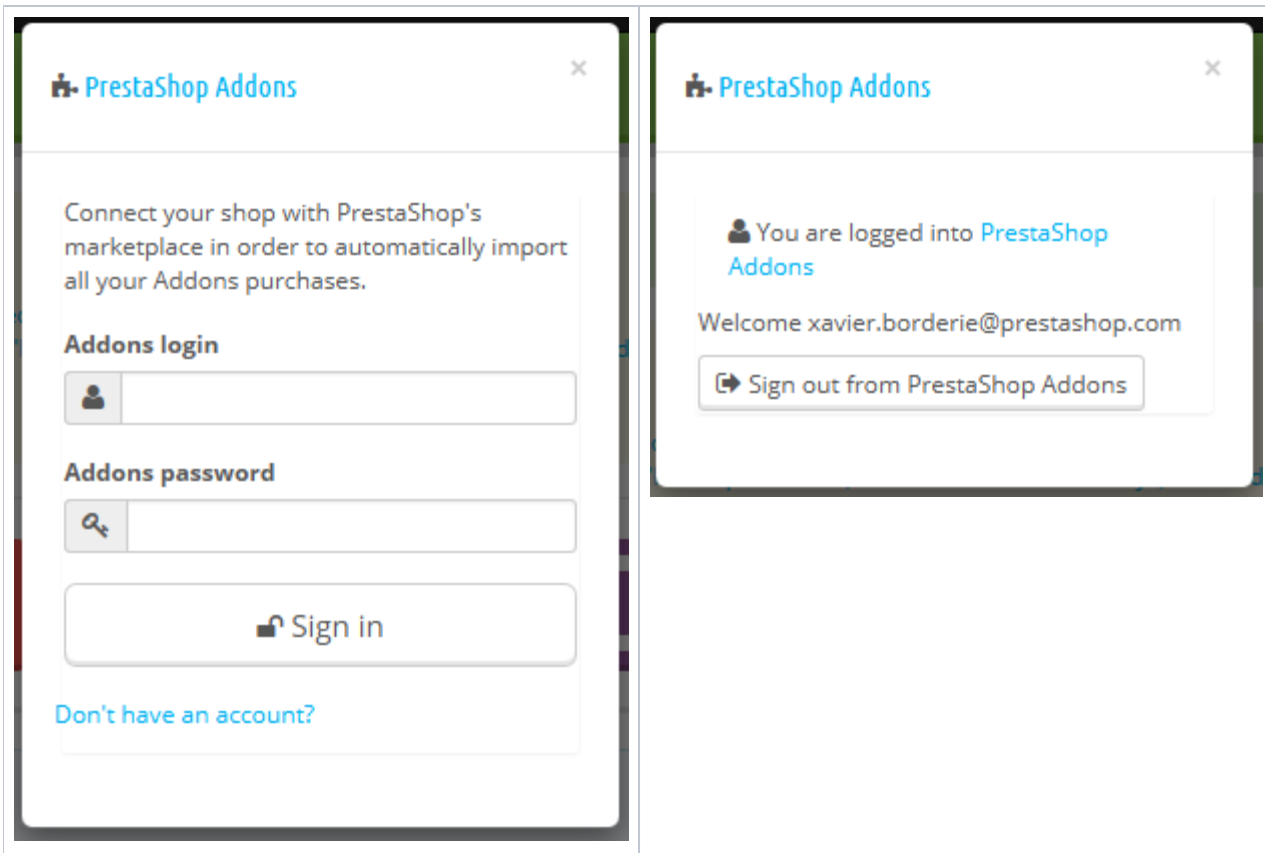 PrestaShop Addons
×
Connect your shop with PrestaShop's
marketplace in order to automatically import
all your Addons purchases.
Addons login
Addons password
Sign in
Don't have an account?
PrestaShop Addons
×
You are logged into PrestaShop
Addons
Welcome xavier.borderie@prestashop.com
Sign out from PrestaShop Addons